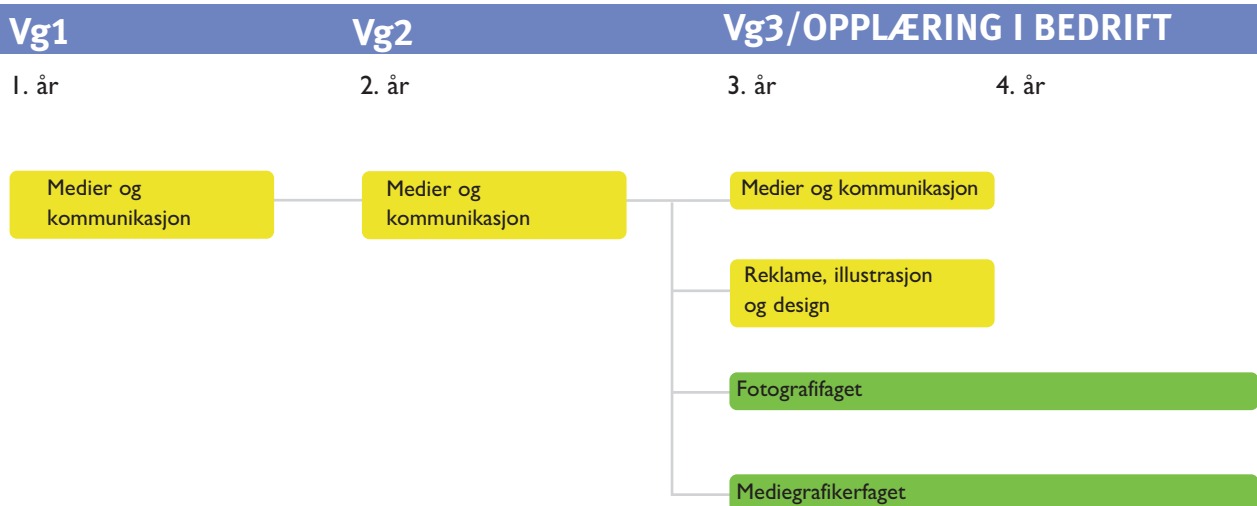 Vg1 Vg2 Vg3/OPPLÆRING I BEDRIFT
1. år 2. år 3. år 4. år
Medier og
kommunikasjon
Medier og
kommunikasjon
Medier og kommunikasjon
Reklame, illustrasjon
og design
Fotografifaget
Mediegrafikerfaget